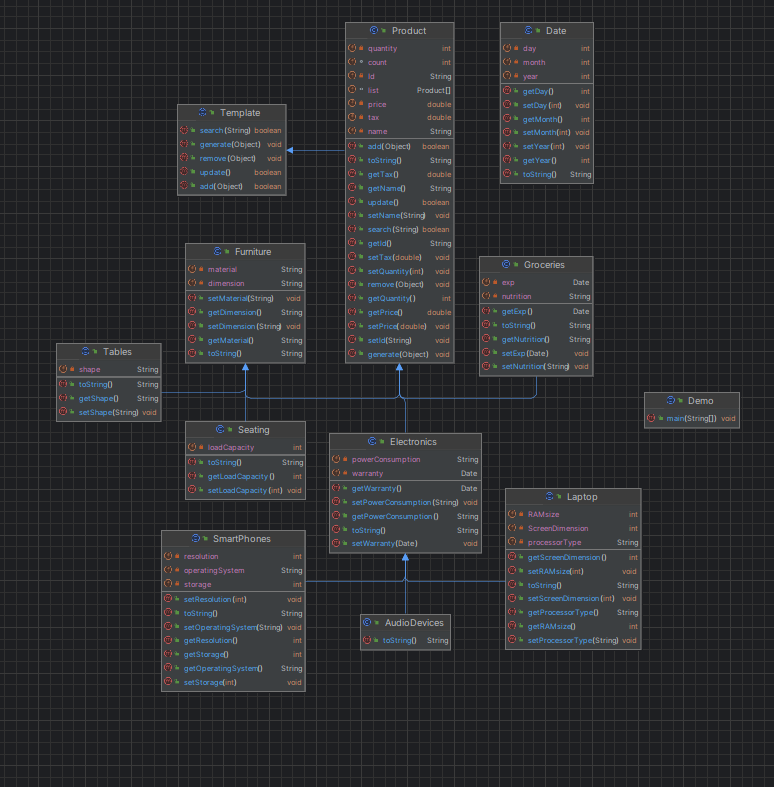 Product
quantity int
count int
Id String
list Product[]
price double
tax double
name String
add(Object) boolean
toString() String
getTax() double
getName() String
update() boolean
setName(String) void
search(String) boolean
getId() String
setTax(double) void
setQuantity(int) void
remove(Object) void
getQuantity() int
getPrice() double
setPrice(double) void
setId(String) void
generate(Object) void
Date
day int
month int
year int
getDay() int
setDay(int) void
getMonth() int
setMonth(int) void
setYear(int) void
getYear() int
toString() String
Template
search(String) boolean
generate(Object) void
remove(Object) void
update() boolean
add(Object) boolean
Furniture
material String
dimension String
setMaterial(String) void
getDimension() String
setDimension(String) void
getMaterial() String
toString() String
Groceries
exp Date
nutrition String
getExp() Date
toString() String
getNutrition() String
setExp(Date) void
setNutrition(String) void
Tables
shape String
toString() String
getShape() String
setShape(String) void
Demo
main(String[]) void
Seating
loadCapacity int
toString() String
getLoadCapacity() int
setLoadCapacity(int) void
Electronics
powerConsumption String
warranty Date
getWarranty() Date
setPowerConsumption(String) void
getPowerConsumption() String
toString() String
setWarranty(Date) void
Laptop
RAMsize int
ScreenDimension int
processorType String
getScreenDimension() int
setRAMsize(int) void
toString() String
setScreenDimension(int) void
getProcessorType() String
getRAMsize() int
setProcessorType(String) void
SmartPhones
resolution int
operatingSystem String
storage int
setResolution(int) void
toString() String
setOperatingSystem(String) void
getResolution() int
getStorage() int
getOperatingSystem() String
setStorage(int) void
AudioDevices
toString() String